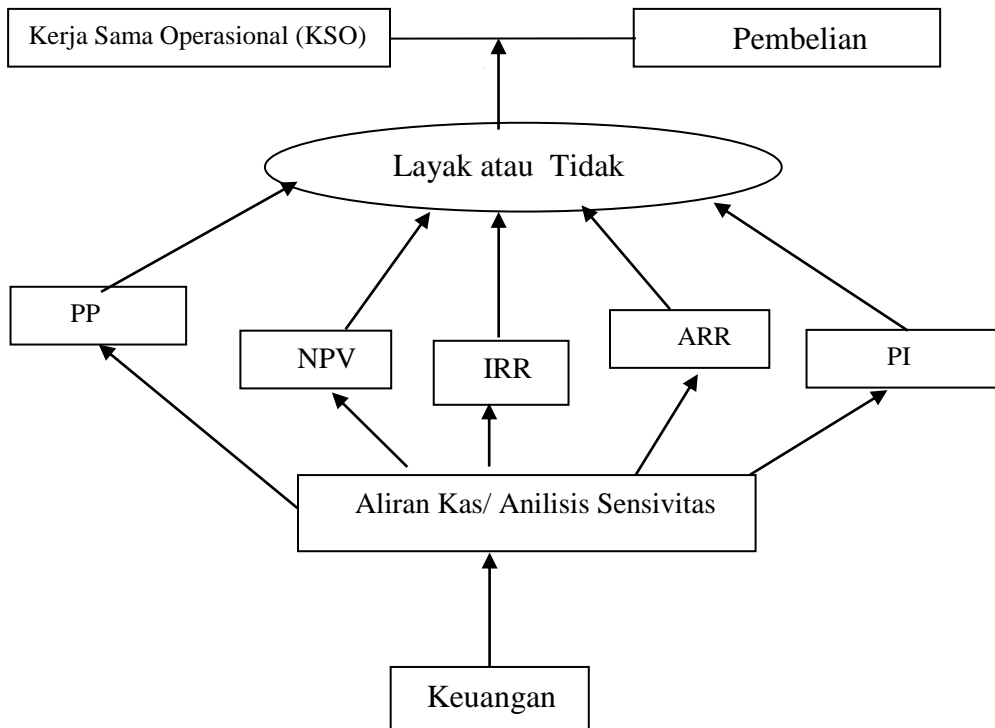 Kerja Sama Operasional (KSO)
Pembelian
Layak atau Tidak
PP
NPV
IRR
ARR
PI
Aliran Kas/ Anilisis Sensivitas
Keuangan